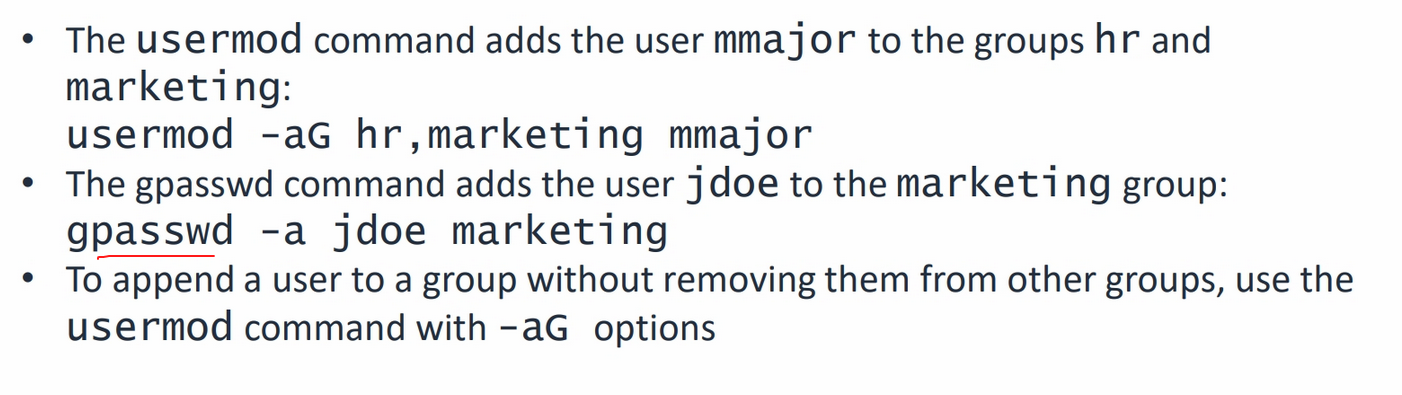 • The usermod command adds the user mmajor to the groups hr and
marketing:
usermod -aG hr,marketing mmajor
• The gpasswd command adds the user jdoe to the marketing group:
gpasswd -a jdoe marketing
• To append a user to a group without removing them from other groups, use the
usermod command with -aG options